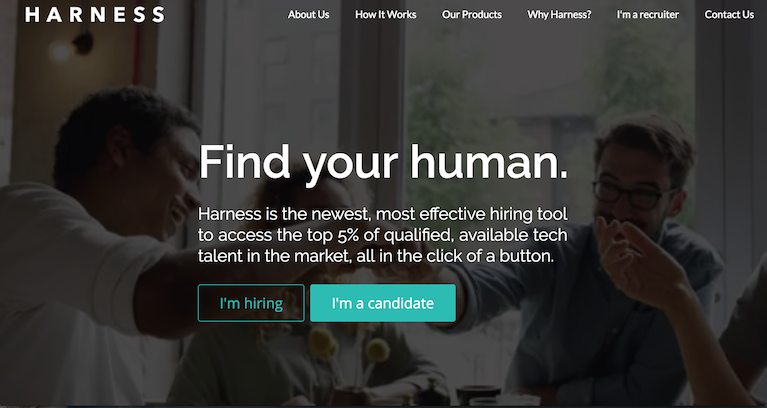 HARNESS
About Us
How It Works
Our Products
Why Harness?
I'm a recruiter
Contact Us
Find your human.
Harness is the newest, most effective hiring tool
to access the top 5% of qualified, available tech
talent in the market, all in the click of a button.
I'm hiring
I'm a candidate